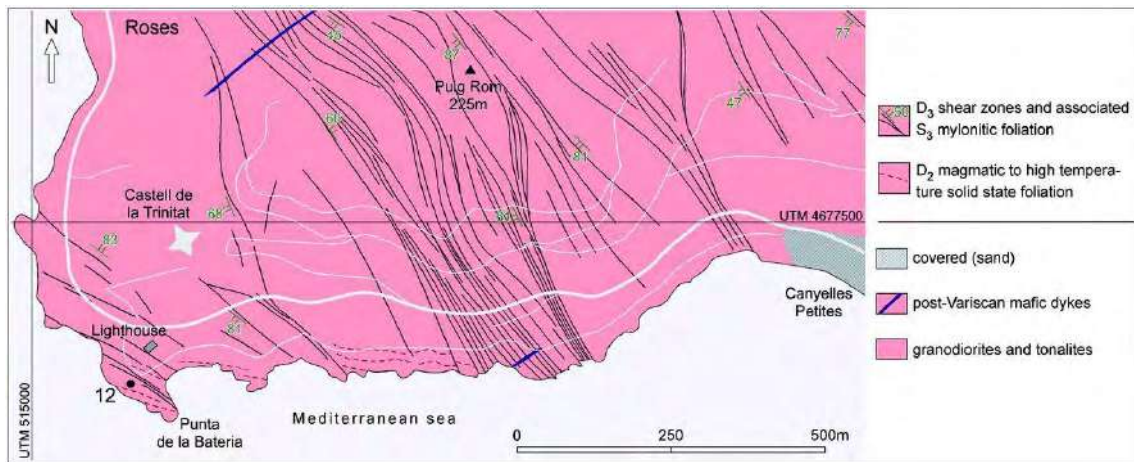 N
Roses
45
87
77
Puig Rom
225m
47
81
Castell de
la Trinitat
68
83
UTM 4677500
Lighthouse
81
Canyelles
Petites
12
Punta
de la Bateria
Mediterranean sea
UTM 515000
0
250
500m
D3 shear zones and associated
S3 mylonitic foliation
D2 magmatic to high tempera-
ture solid state foliation
covered (sand)
post-Variscan mafic dykes
granodiorites and tonalites